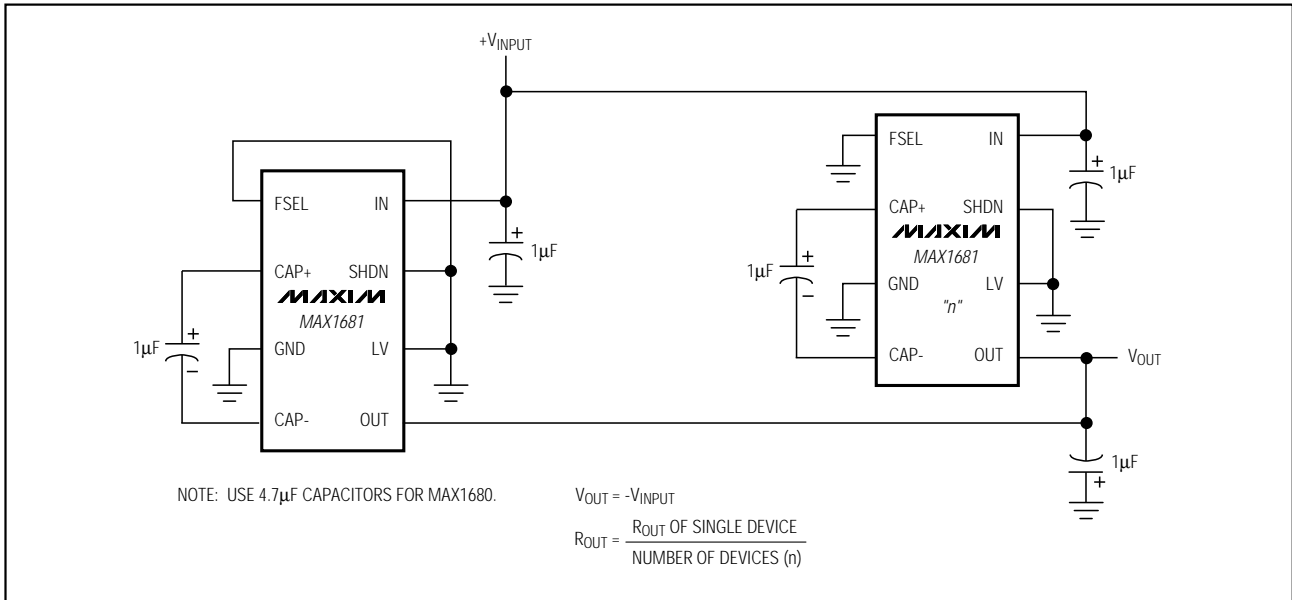 +VINPUT
FSEL IN
CAP+ SHDN
MAXIM
MAX1681
GND LV
CAP- OUT
1µF
1µF
+
−
+
FSEL IN
CAP+ SHDN
MAXIM
MAX1681
GND "n" LV
CAP- OUT
1µF
+
−
+
1µF
VOUT
1µF
+
NOTE: USE 4.7µF CAPACITORS FOR MAX1680.
VOUT = -VINPUT
ROUT = ROUT OF SINGLE DEVICE
NUMBER OF DEVICES (n)